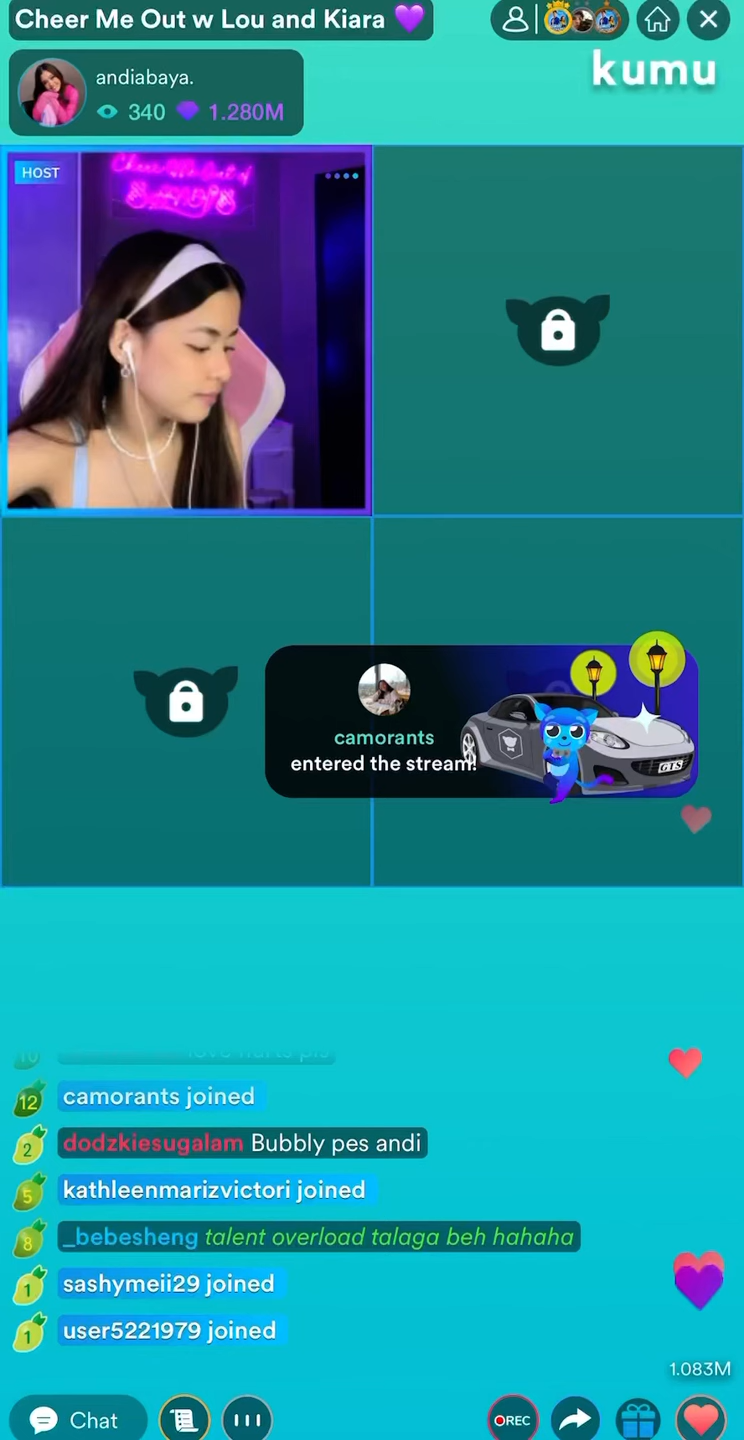 Cheer Me Out w Lou and Kiara 💜
andiabaya.
340 1.280M
kumu
HOST
camorants
entered the stream!
GTS
10
12 camorants joined
2 dodzkiesugalam Bubbly pes andi
5 kathleenmarizvictori joined
8 _bebesheng talent overload talaga beh hahaha
1 sashymeii29 joined
1 user5221979 joined
1.083M
Chat
REC